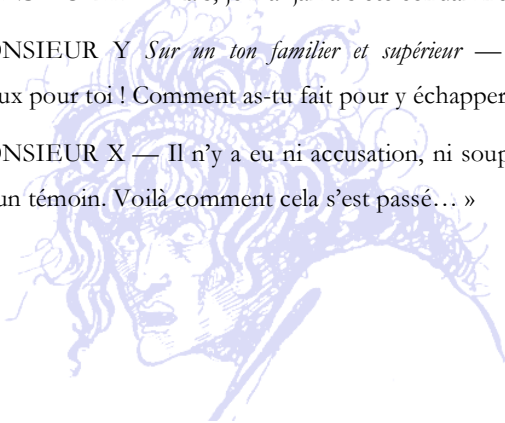 ONSIEUR Y Sur un ton familier et supérieur —
ux pour toi ! Comment as-tu fait pour y échapper
ONSIEUR X — Il n’y a eu ni accusation, ni soup
un témoin. Voilà comment cela s’est passé… »